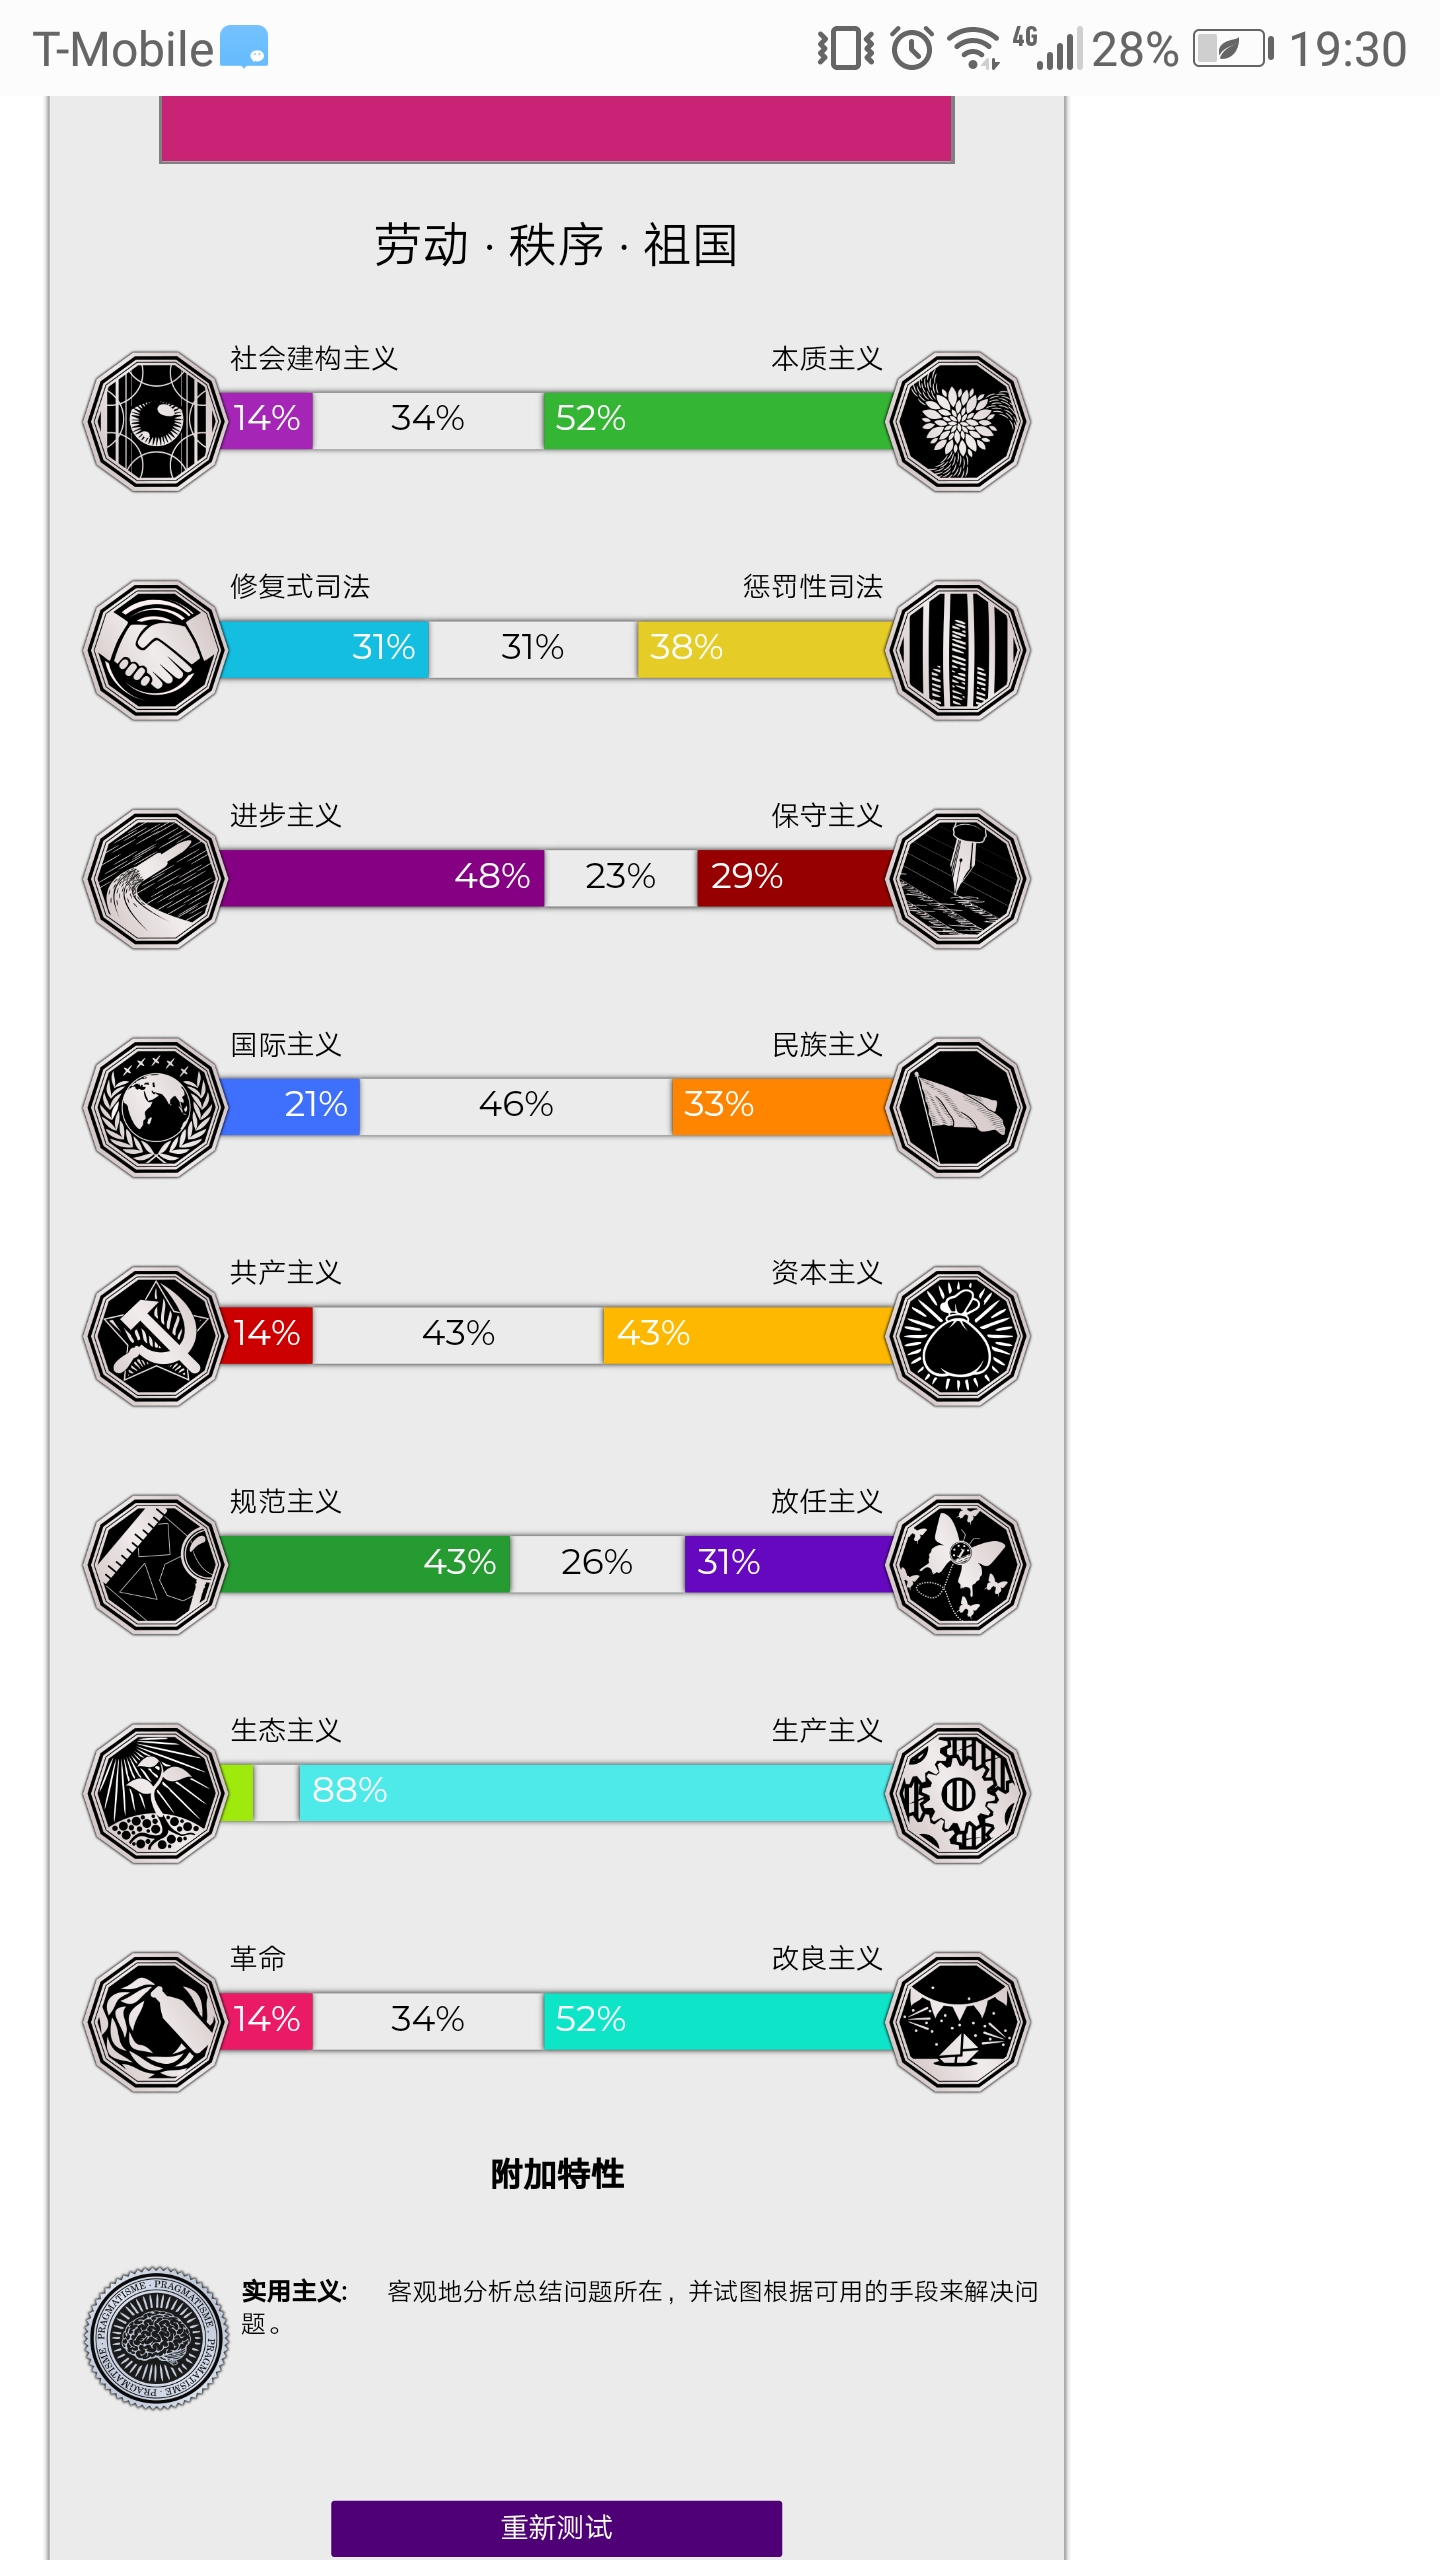 T-Mobile 4G 28% 19:30
劳动 · 秩序 · 祖国
社会建构主义 本质主义
14% 34% 52%
修复式司法 惩罚性司法
31% 31% 38%
进步主义 保守主义
48% 23% 29%
国际主义 民族主义
21% 46% 33%
共产主义 资本主义
14% 43% 43%
规范主义 放任主义
43% 26% 31%
生态主义 生产主义
88%
革命 改良主义
14% 34% 52%
附加特性
PRAGMATISME · PRAGMATISME · PRAGMATISME · PRAGMATISME ·
实用主义: 客观地分析总结问题所在，并试图根据可用的手段来解决问
题。
重新测试